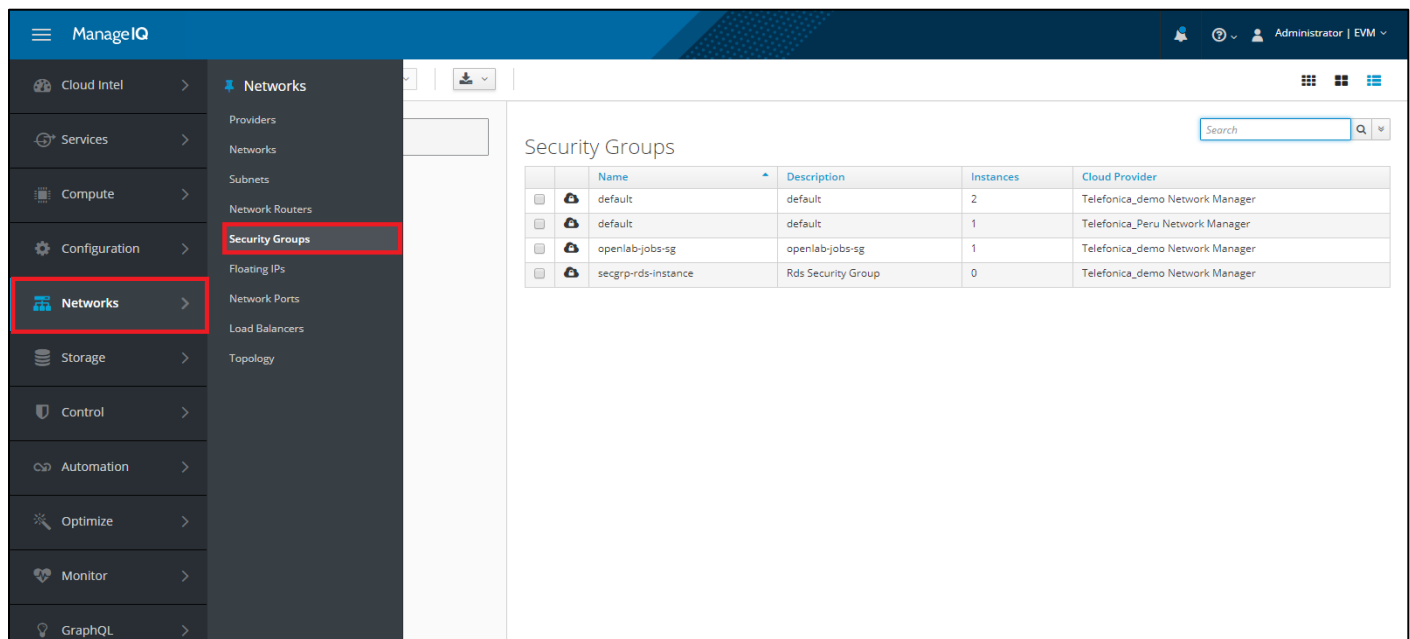 ManageIQ
Administrator | EVM
Cloud Intel
Services
Compute
Configuration
Networks
Storage
Control
Automation
Optimize
Monitor
GraphQL
Networks
Providers
Networks
Subnets
Network Routers
Security Groups
Floating IPs
Network Ports
Load Balancers
Topology
Search
Security Groups
Name Description Instances Cloud Provider
default default 2 Telefonica_demo Network Manager
default default 1 Telefonica_Peru Network Manager
openlab-jobs-sg openlab-jobs-sg 1 Telefonica_demo Network Manager
secgrp-rds-instance Rds Security Group 0 Telefonica_demo Network Manager